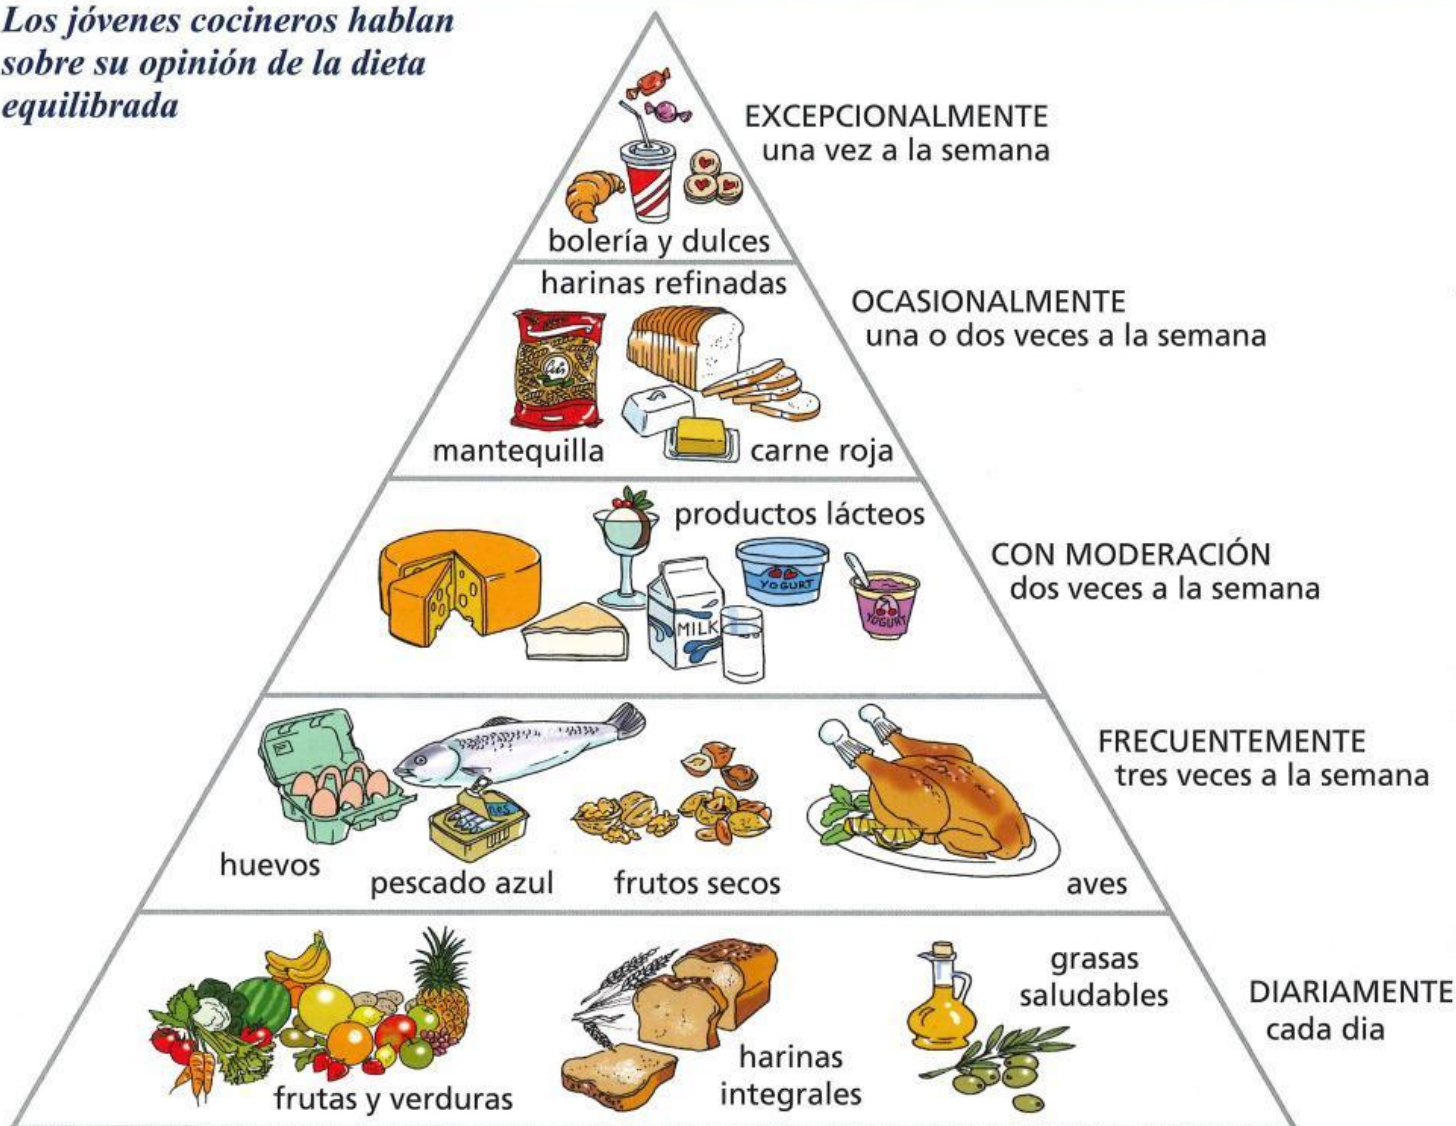 Los jóvenes cocineros hablan
sobre su opinión de la dieta
equilibrada
EXCEPCIONALMENTE
una vez a la semana
bolería y dulces
harinas refinadas
OCASIONALMENTE
una o dos veces a la semana
mantequilla
carne roja
productos lácteos
YOGURT
MILK
YOGURT
CON MODERACIÓN
dos veces a la semana
FRECUENTEMENTE
tres veces a la semana
huevos
pescado azul
frutos secos
aves
grasas
saludables
DIARIAMENTE
cada dia
harinas
integrales
frutas y verduras